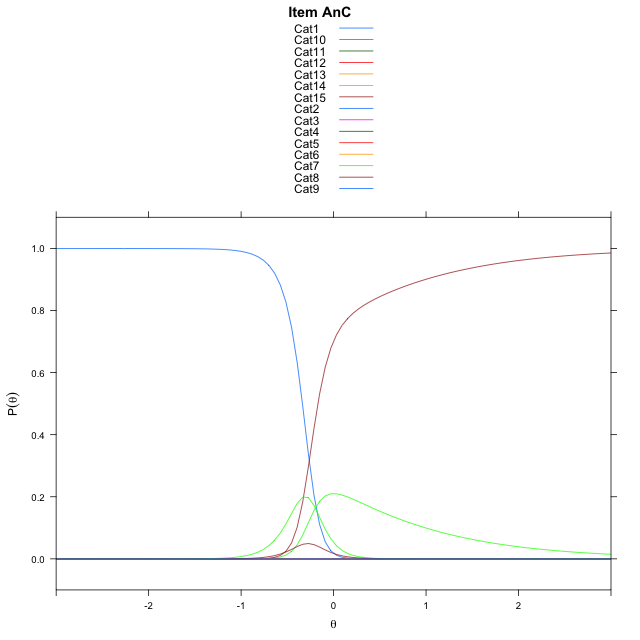 Item AnC
Cat1
Cat10
Cat11
Cat12
Cat13
Cat14
Cat15
Cat2
Cat3
Cat4
Cat5
Cat6
Cat7
Cat8
Cat9
1.0
0.8
0.6
0.4
0.2
0.0
P(θ)
-2 -1 0 1 2
θ